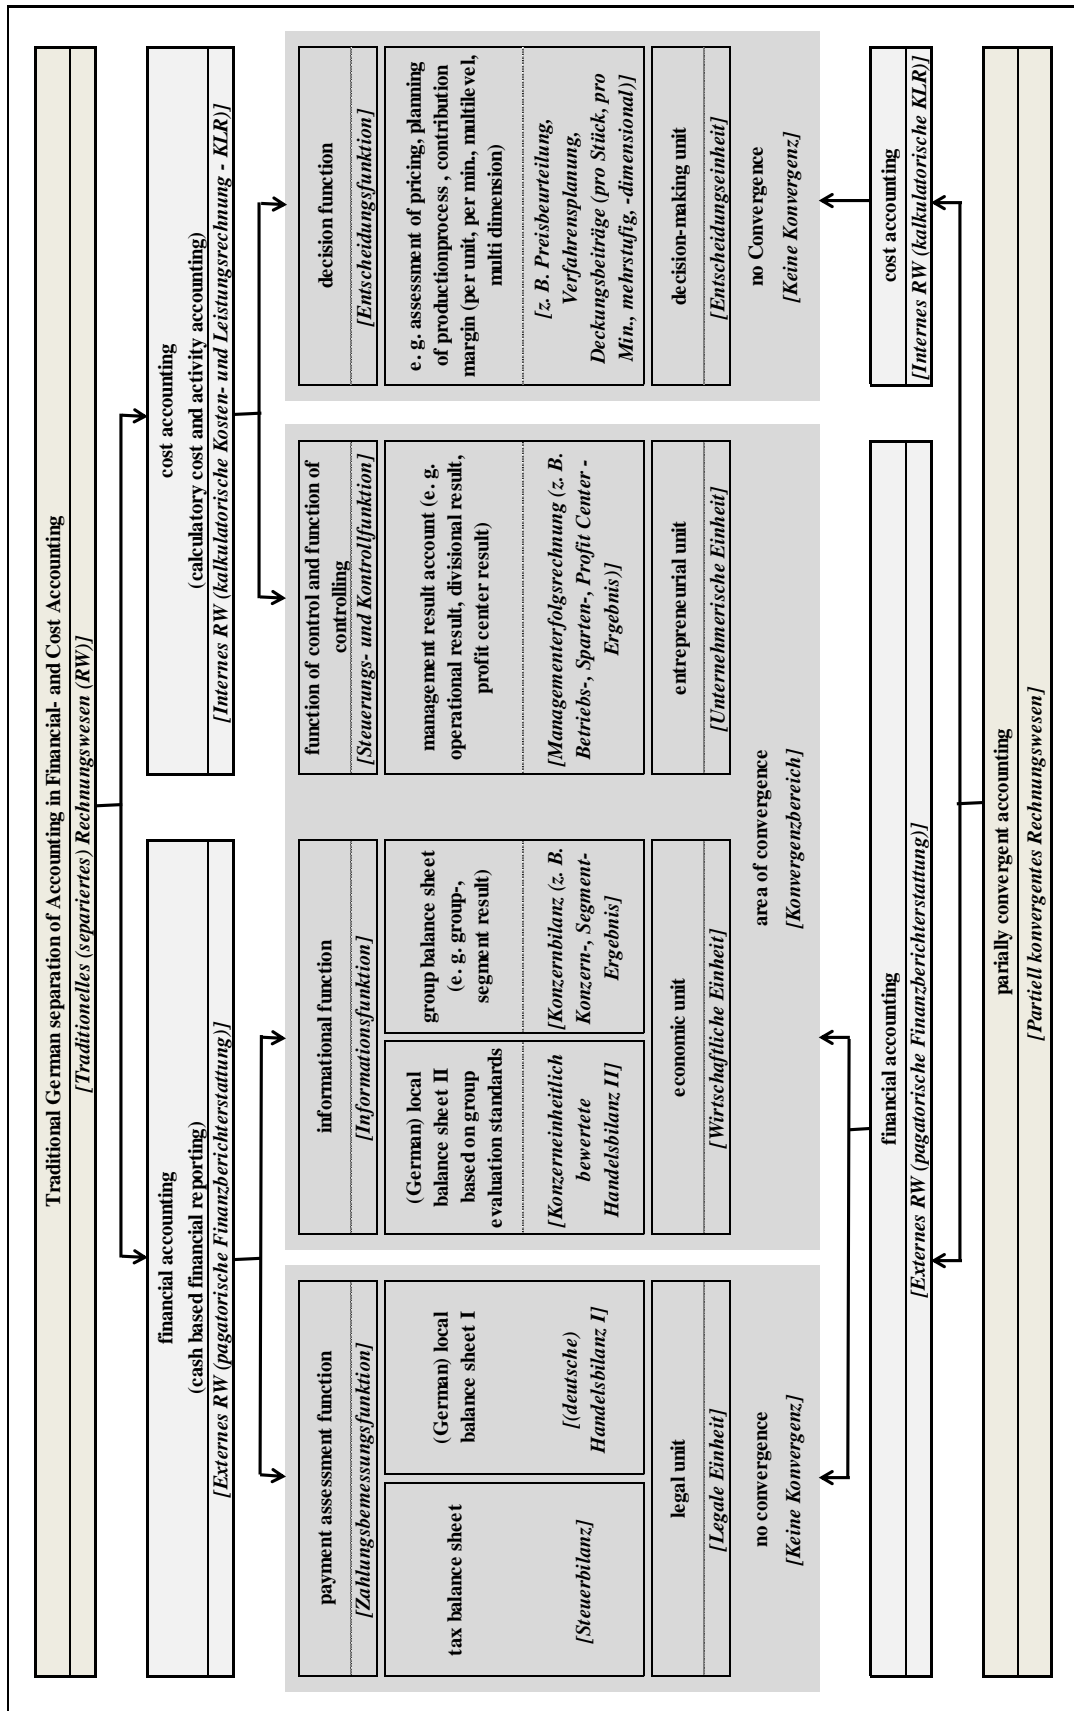 Traditional German separation of Accounting in Financial- and Cost Accounting
[Traditionelles (separiertes) Rechnungswesen (RW)]
financial accounting
(cash based financial reporting)
[Externes RW (pagatorische Finanzberichterstattung)]
cost accounting
(calculatory cost and activity accounting)
[Internes RW (kalkulatorische Kosten- und Leistungsrechnung - KLR)]
payment assessment function
[Zahlungsbemessungsfunktion]
informational function
[Informationsfunktion]
function of control and function of
controlling
[Steuerungs- und Kontrollfunktion]
decision function
[Entscheidungsfunktion]
tax balance sheet
[Steuerbilanz]
(German) local
balance sheet I
[(deutsche)
Handelsbilanz I]
(German) local
balance sheet II
based on group
evaluation standards
[Konzerneinheitlich
bewertete
Handelsbilanz II]
group balance sheet
(e. g. group-,
segment result)
[Konzernbilanz (z. B.
Konzern-, Segment-
Ergebnis]
management result account (e. g.
operational result, divisional result,
profit center result)
[Managementerfolgsrechnung (z. B.
Betriebs-, Sparten-, Profit Center -
Ergebnis)]
e. g. assessment of pricing, planning
of productionprocess , contribution
margin (per unit, per min., multilevel,
multi dimension)
[z. B. Preisbeurteilung,
Verfahrensplanung,
Deckungsbeiträge (pro Stück, pro
Min., mehrstufig, -dimensional)]
legal unit
[Legale Einheit]
economic unit
[Wirtschaftliche Einheit]
entrepreneurial unit
[Unternehmerische Einheit]
decision-making unit
[Entscheidungseinheit]
no convergence
[Keine Konvergenz]
area of convergence
[Konvergenzbereich]
no Convergence
[Keine Konvergenz]
financial accounting
[Externes RW (pagatorische Finanzberichterstattung)]
cost accounting
[Internes RW (kalkulatorische KLR)]
parially convergent accounting
[Partiell konvergentes Rechnungswesen]